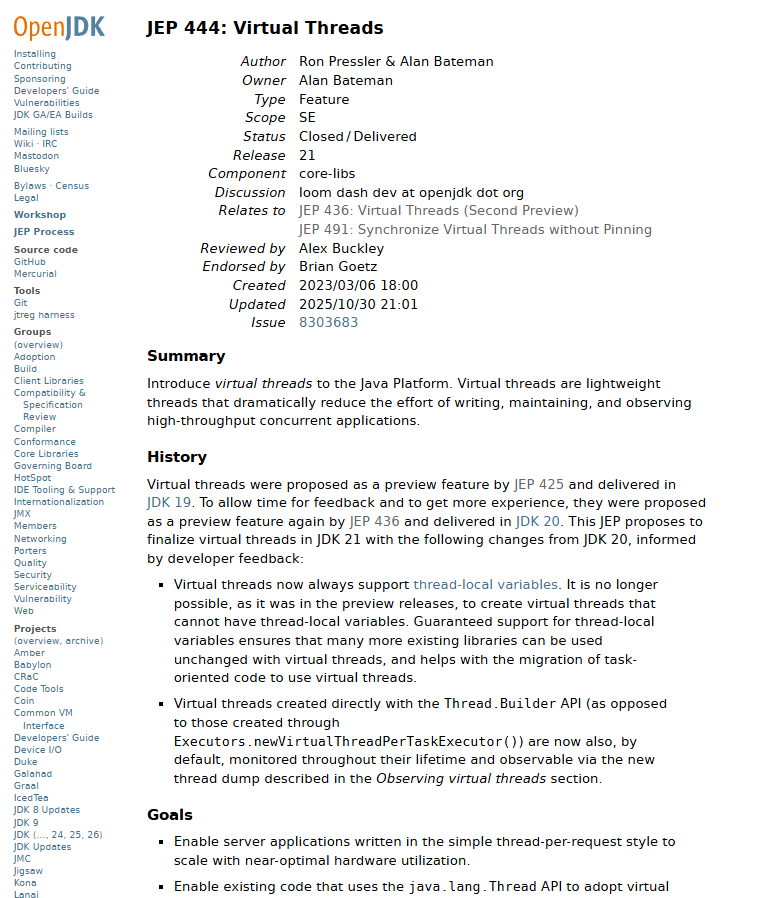 OpenJDK
Installing
Contributing
Sponsoring
Developers' Guide
Vulnerabilities
JDK GA/EA Builds
Mailing lists
Wiki · IRC
Mastodon
Bluesky
Bylaws · Census
Legal
Workshop
JEP Process
Source code
GitHub
Mercurial
Tools
Git
jtreg harness
Groups
(overview)
Adoption
Build
Client Libraries
Compatibility &
Specification
Review
Compiler
Conformance
Core Libraries
Governing Board
HotSpot
IDE Tooling & Support
Internationalization
JMX
Members
Networking
Porters
Quality
Security
Serviceability
Vulnerability
Web
Projects
(overview, archive)
Amber
Babylon
CRaC
Code Tools
Coin
Common VM
Interface
Developers' Guide
Device I/O
Duke
Galahad
Graal
IcedTea
JDK 8 Updates
JDK 9
JDK (…, 24, 25, 26)
JDK Updates
JMC
Jigsaw
Kona
Lanai
JEP 444: Virtual Threads
Author Ron Pressler & Alan Bateman
Owner Alan Bateman
Type Feature
Scope SE
Status Closed / Delivered
Release 21
Component core-libs
Discussion loom dash dev at openjdk dot org
Relates to JEP 436: Virtual Threads (Second Preview)
JEP 491: Synchronize Virtual Threads without Pinning
Reviewed by Alex Buckley
Endorsed by Brian Goetz
Created 2023/03/06 18:00
Updated 2025/10/30 21:01
Issue 8303683
Summary
Introduce virtual threads to the Java Platform. Virtual threads are lightweight
threads that dramatically reduce the effort of writing, maintaining, and observing
high-throughput concurrent applications.
History
Virtual threads were proposed as a preview feature by JEP 425 and delivered in
JDK 19. To allow time for feedback and to get more experience, they were proposed
as a preview feature again by JEP 436 and delivered in JDK 20. This JEP proposes to
finalize virtual threads in JDK 21 with the following changes from JDK 20, informed
by developer feedback:
▪ Virtual threads now always support thread-local variables. It is no longer
possible, as it was in the preview releases, to create virtual threads that
cannot have thread-local variables. Guaranteed support for thread-local
variables ensures that many more existing libraries can be used
unchanged with virtual threads, and helps with the migration of task-
oriented code to use virtual threads.
▪ Virtual threads created directly with the Thread.Builder API (as opposed
to those created through
Executors.newVirtualThreadPerTaskExecutor()) are now also, by
default, monitored throughout their lifetime and observable via the new
thread dump described in the Observing virtual threads section.
Goals
▪ Enable server applications written in the simple thread-per-request style to
scale with near-optimal hardware utilization.
▪ Enable existing code that uses the java.lang.Thread API to adopt virtual